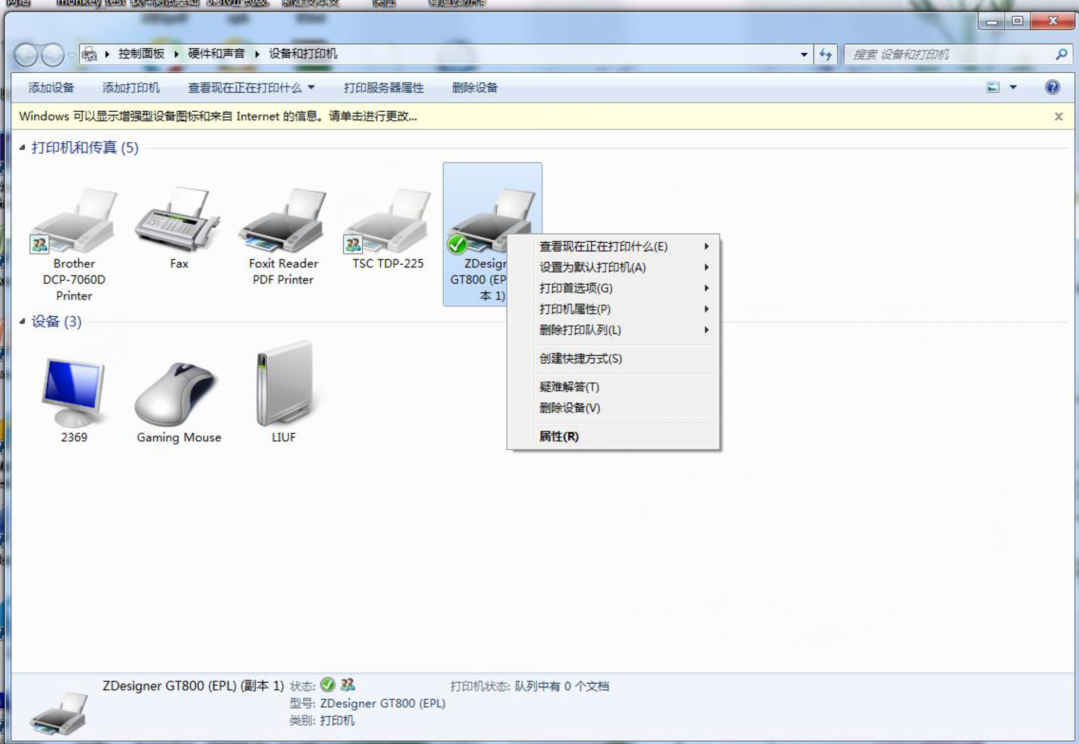 控制面板 硬件和声音 设备和打印机
搜索 设备和打印机
添加设备 添加打印机 查看现在正在打印什么 打印服务器属性 删除设备
Windows 可以显示增强型设备图标和来自 Internet 的信息。请单击进行更改...
打印机和传真 (5)
Brother
DCP-7060D
Printer
Fax
Foxit Reader
PDF Printer
TSC TDP-225
ZDesigr
GT800 (EP
本 1)
查看现在正在打印什么(E)
设置为默认打印机(A)
打印首选项(G)
打印机属性(P)
删除打印队列(L)
创建快捷方式(S)
疑难解答(T)
删除设备(V)
属性(R)
设备 (3)
2369
Gaming Mouse
LIUF
ZDesigner GT800 (EPL) (副本 1) 状态: 打印机状态: 队列中有 0 个文档
型号: ZDesigner GT800 (EPL)
类别: 打印机